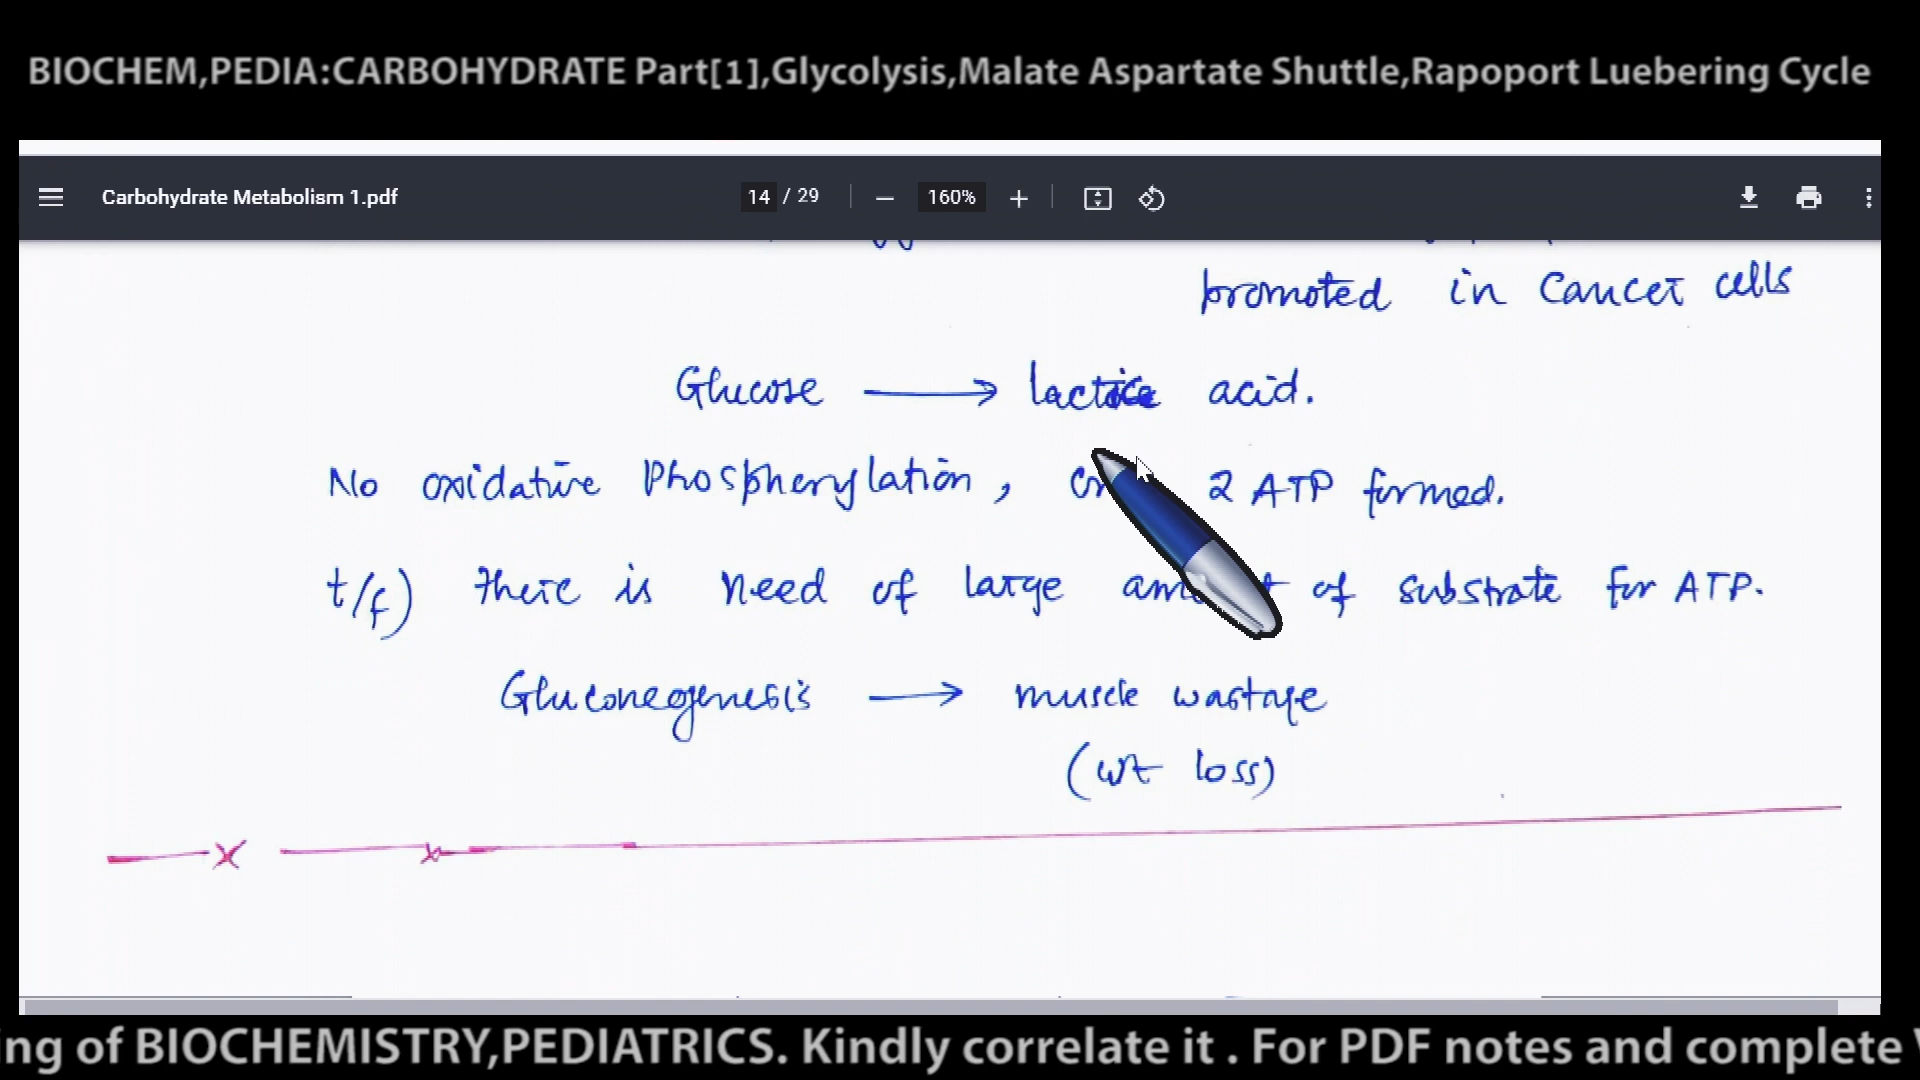 BIOCHEM,PEDIA:CARBOHYDRATE Part[1],Glycolysis,Malate Aspartate Shuttle,Rapoport Luebering Cycle
Carbohydrate Metabolism 1.pdf 14 / 29 160%
promoted in Cancer cells
Glucose → lactic acid.
No oxidative Phosphorylation, 2 ATP formed.
t/f) there is need of large of substrate for ATP.
Gluconeogenesis → muscle wastage
(wt loss)
ing of BIOCHEMISTRY,PEDIATRICS. Kindly correlate it . For PDF notes and complete